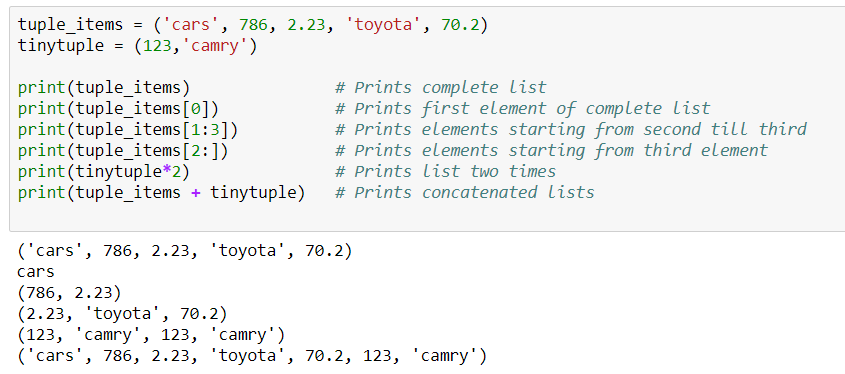 tuple_items = ('cars', 786, 2.23, 'toyota', 70.2)
tinytuple = (123,'camry')

print(tuple_items)               # Prints complete list
print(tuple_items[0])            # Prints first element of complete list
print(tuple_items[1:3])          # Prints elements starting from second till third
print(tuple_items[2:])           # Prints elements starting from third element
print(tinytuple*2)               # Prints list two times
print(tuple_items + tinytuple)   # Prints concatenated lists

('cars', 786, 2.23, 'toyota', 70.2)
cars
(786, 2.23)
(2.23, 'toyota', 70.2)
(123, 'camry', 123, 'camry')
('cars', 786, 2.23, 'toyota', 70.2, 123, 'camry')